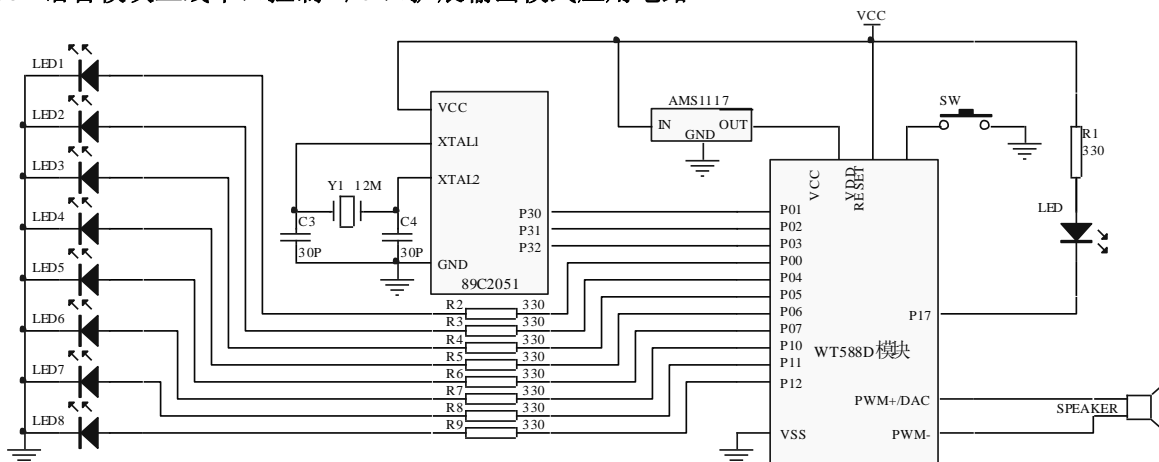 VCC
LED1
LED2
LED3
LED4
LED5
LED6
LED7
LED8
VCC
XTAL1
XTAL2
P30
P31
P32
GND
89C2051
Y1 12M
C3
30P
C4
30P
AMS1117
IN OUT
GND
SW
R1
330
LED
R2 330
R3 330
R4 330
R5 330
R6 330
R7 330
R8 330
R9 330
VCC
VDD
RESET
P01
P02
P03
P00
P04
P05
P06
P07
P10
P11
P12
P17
WT588D模块
PWM+/DAC
VSS
PWM-
SPEAKER